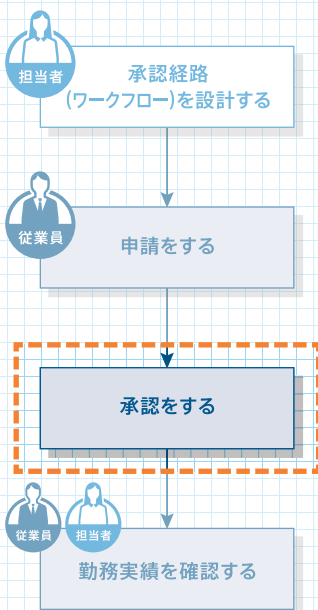 担当者
承認経路
(ワークフロー)を設計する
従業員
申請をする
承認をする
従業員
担当者
勤務実績を確認する